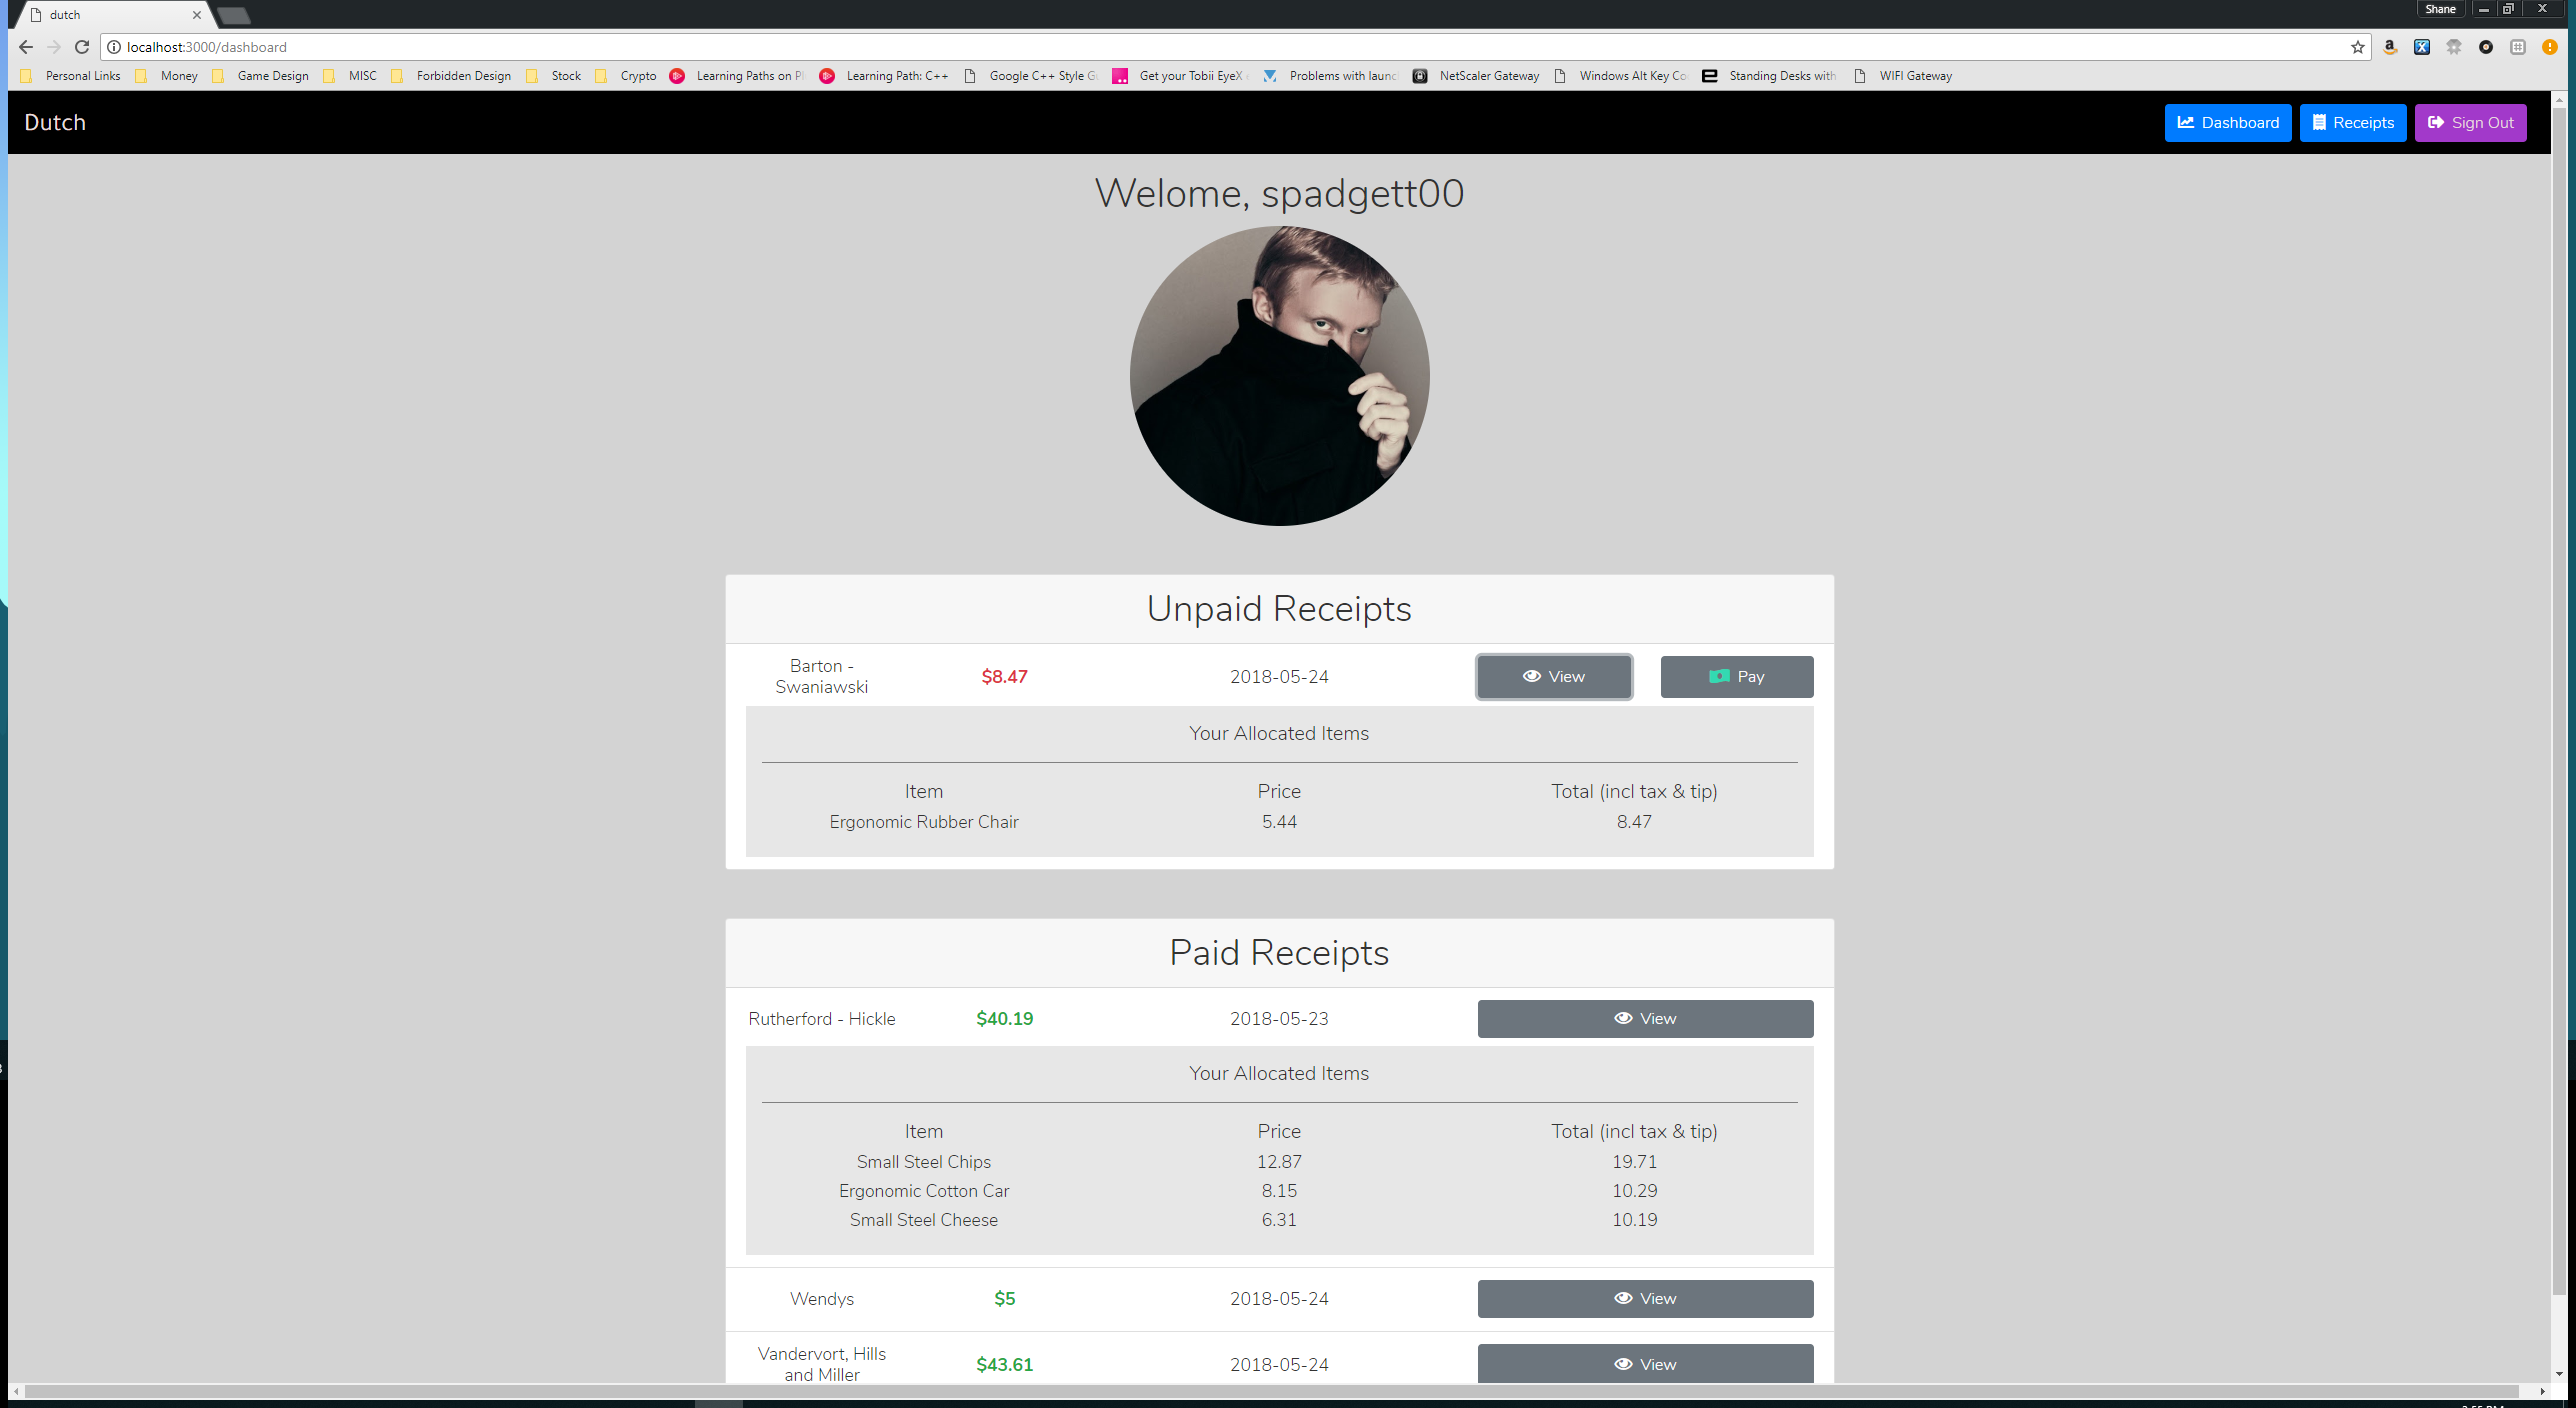 dutch
Shane
localhost:3000/dashboard
Personal Links Money Game Design MISC Forbidden Design Stock Crypto Learning Paths on Learning Path: C++ Google C++ Style Get your Tobii EyeX Problems with NetScaler Gateway Windows Alt Key Standing Desks with WIFI Gateway
Dutch Dashboard Receipts Sign Out
Welome, spadgett00
Unpaid Receipts
Barton - Swaniawski $8.47 2018-05-24 View Pay
Your Allocated Items
Item Price Total (incl tax & tip)
Ergonomic Rubber Chair 5.44 8.47
Paid Receipts
Rutherford - Hickle $40.19 2018-05-23 View
Your Allocated Items
Item Price Total (incl tax & tip)
Small Steel Chips 12.87 19.71
Ergonomic Cotton Car 8.15 10.29
Small Steel Cheese 6.31 10.19
Wendys $5 2018-05-24 View
Vandervort, Hills and Miller $43.61 2018-05-24 View